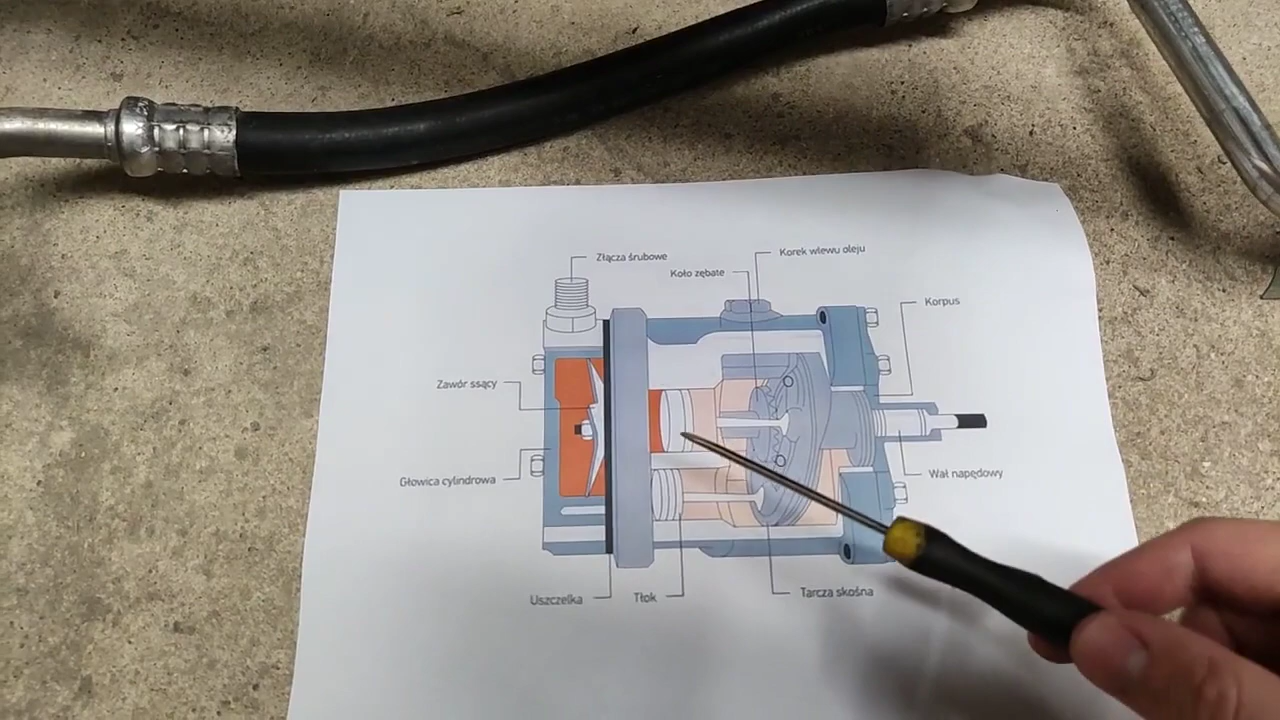 Złącza śrubowe
Korek wlewu oleju
Koło zębate
Korpus
Zawór ssący
Głowica cylindrowa
Wał napędowy
Uszczelka
Tłok
Tarcza skośna